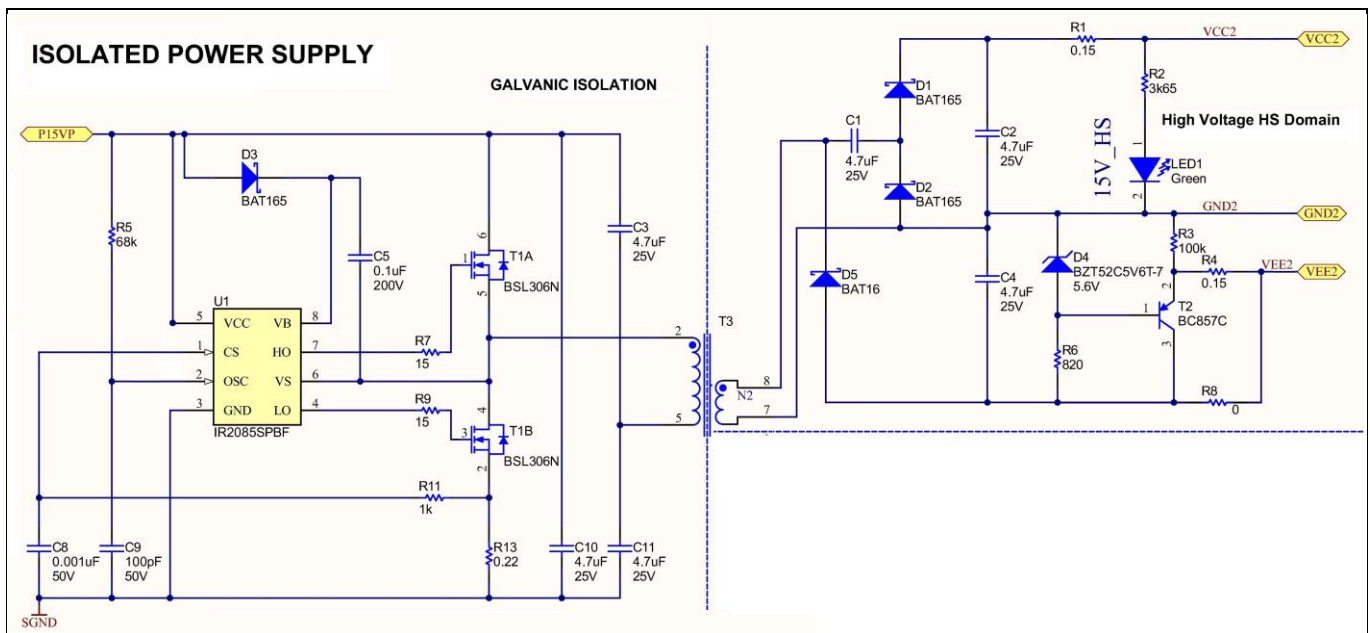 ISOLATED POWER SUPPLY
GALVANIC ISOLATION
High Voltage HS Domain
P15VP
D3
BAT165
R5
68k
C5
0.1uF
200V
U1
5 VCC VB 8
1 CS HO 7
2 OSC VS 6
3 GND LO 4
IR2085SPBF
R7
15
R9
15
6
1
T1A
BSL306N
5
4
3
T1B
BSL306N
2
R11
1k
R13
0.22
C8
0.001uF
50V
C9
100pF
50V
SGND
C10
4.7uF
25V
C3
4.7uF
25V
C11
4.7uF
25V
T3
2
5
8
N2
7
C1
4.7uF
25V
D1
BAT165
D2
BAT165
D5
BAT16
C2
4.7uF
25V
C4
4.7uF
25V
R1
0.15
VCC2
VCC2
R2
3k65
15V_HS
1
LED1
Green
2
GND2
GND2
R3
100k
D4
BZT52C5V6T-7
5.6V
R4
0.15
VEE2
VEE2
2
1
T2
BC857C
3
R6
820
R8
0